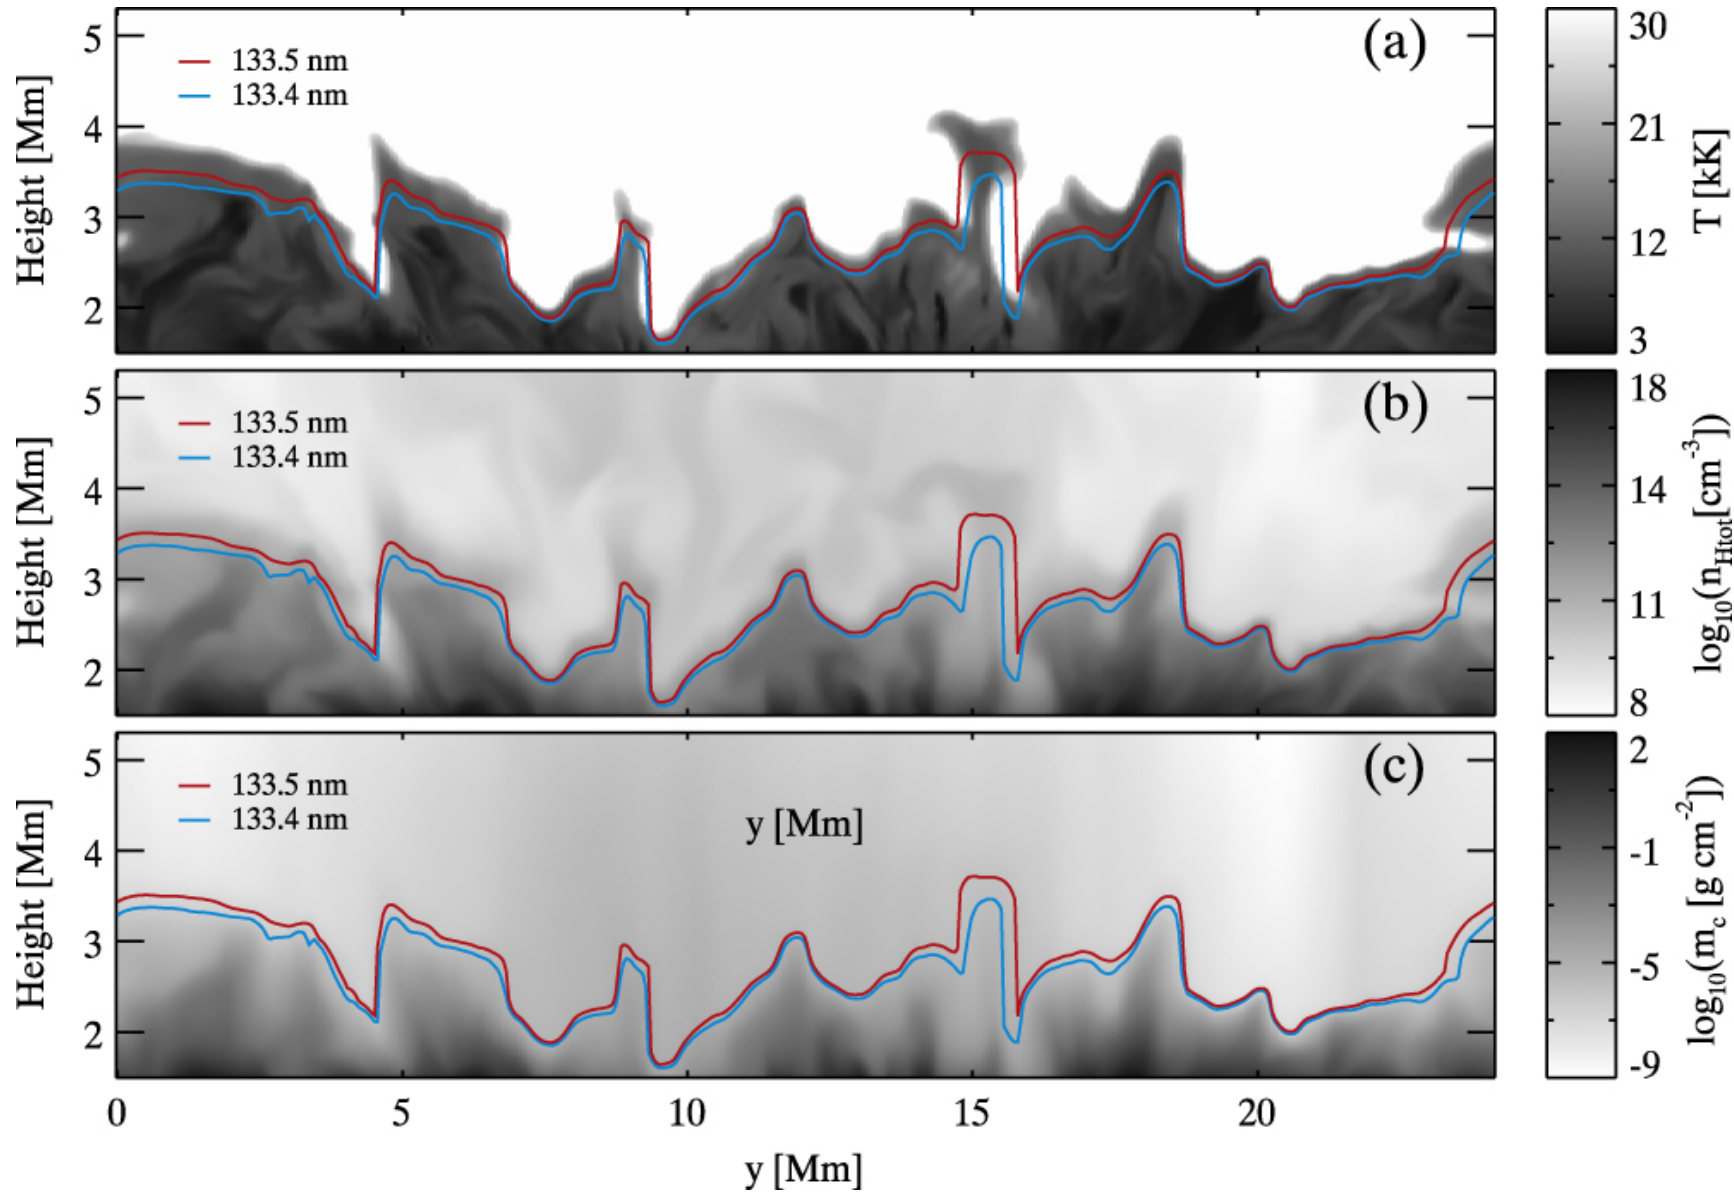 (a)
133.5 nm
133.4 nm
5
4
3
2
Height [Mm]
30
21
12
3
T [kK]
(b)
133.5 nm
133.4 nm
5
4
3
2
Height [Mm]
18
14
11
8
log10(nHtot[cm-3])
(c)
133.5 nm
133.4 nm
y [Mm]
5
4
3
2
Height [Mm]
2
-1
-5
-9
log10(mc [g cm-2])
0 5 10 15 20
y [Mm]